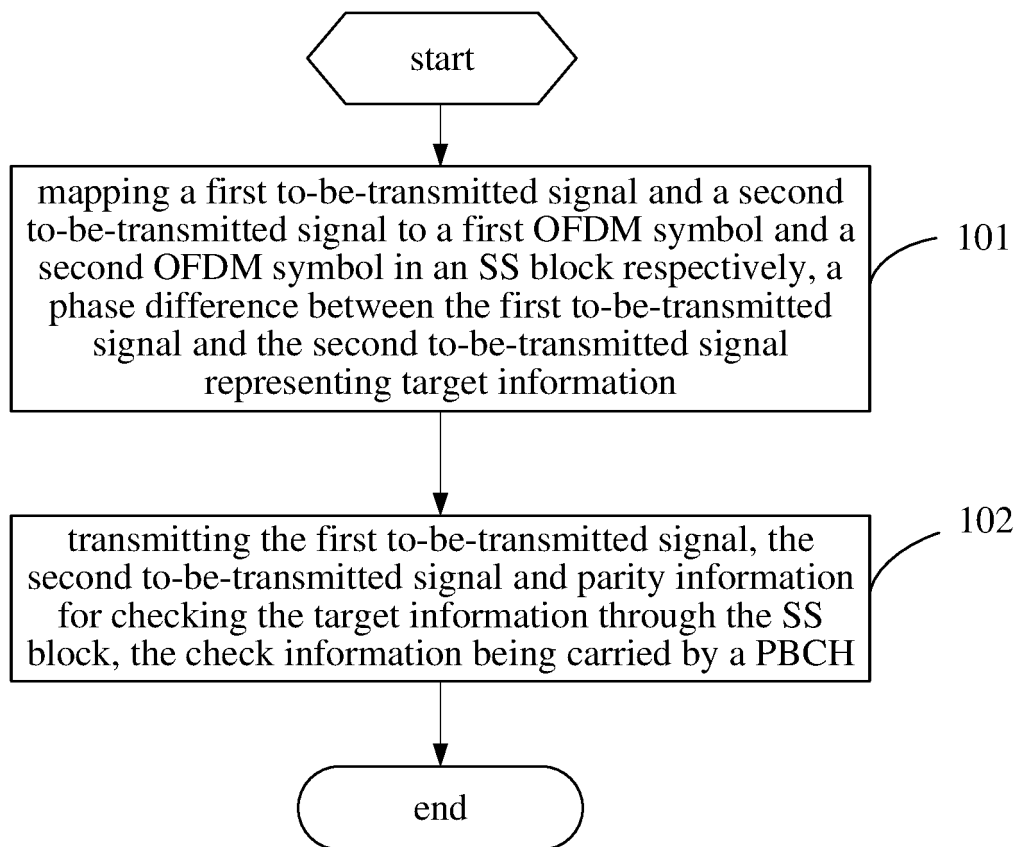 start
mapping a first to-be-transmitted signal and a second
to-be-transmitted signal to a first OFDM symbol and a
second OFDM symbol in an SS block respectively, a
phase difference between the first to-be-transmitted
signal and the second to-be-transmitted signal
representing target information
101
transmitting the first to-be-transmitted signal, the
second to-be-transmitted signal and parity information
for checking the target information through the SS
block, the check information being carried by a PBCH
102
end